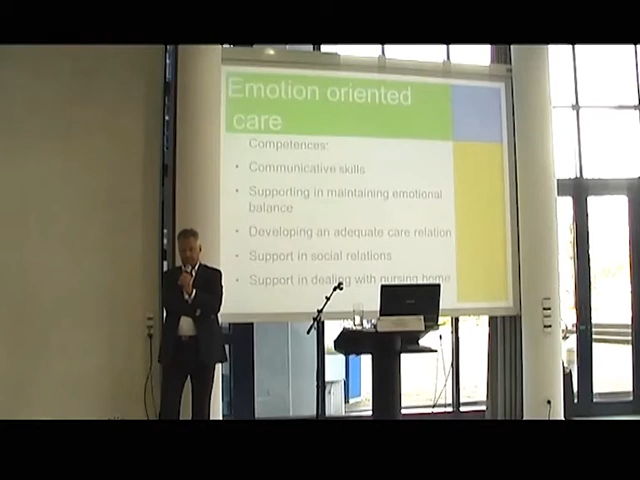 Emotion oriented
care
Competences:
• Communicative skills
• Supporting in maintaining emotional
balance
• Developing an adequate care relation
• Support in social relations
• Support in dealing with nursing home